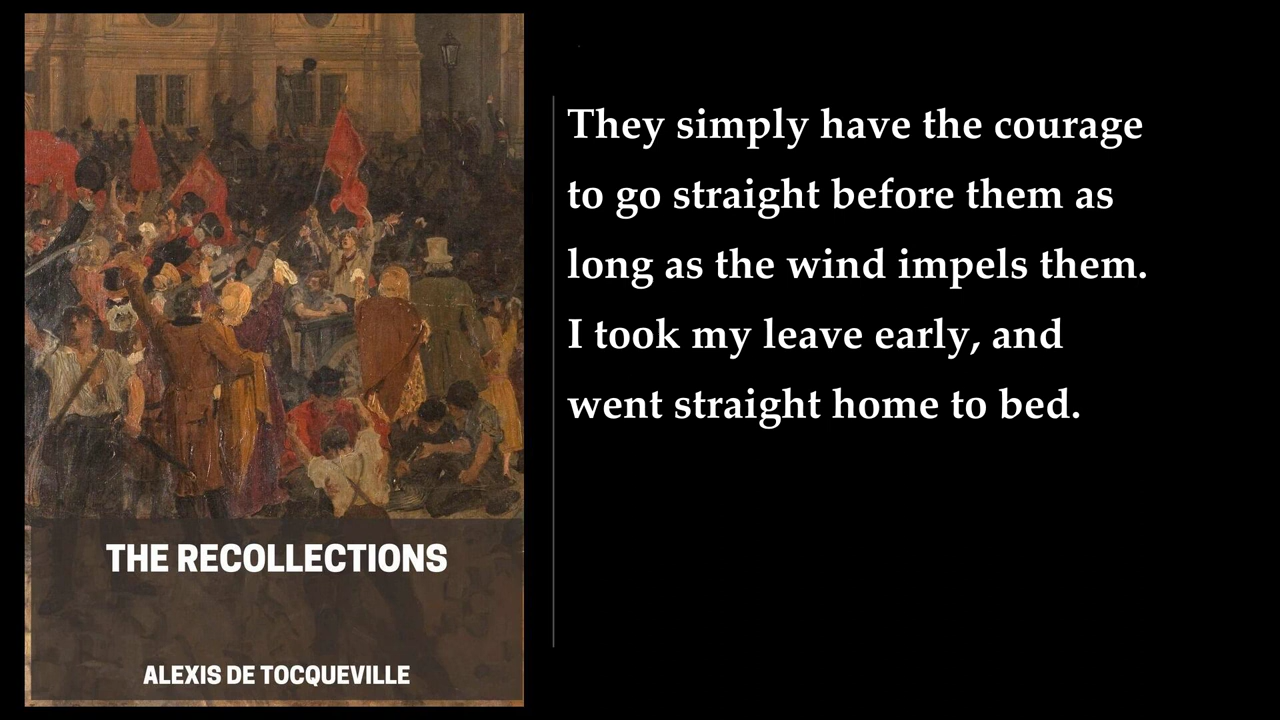 THE RECOLLECTIONS
ALEXIS DE TOCQUEVILLE
They simply have the courage
to go straight before them as
long as the wind impels them.
I took my leave early, and
went straight home to bed.